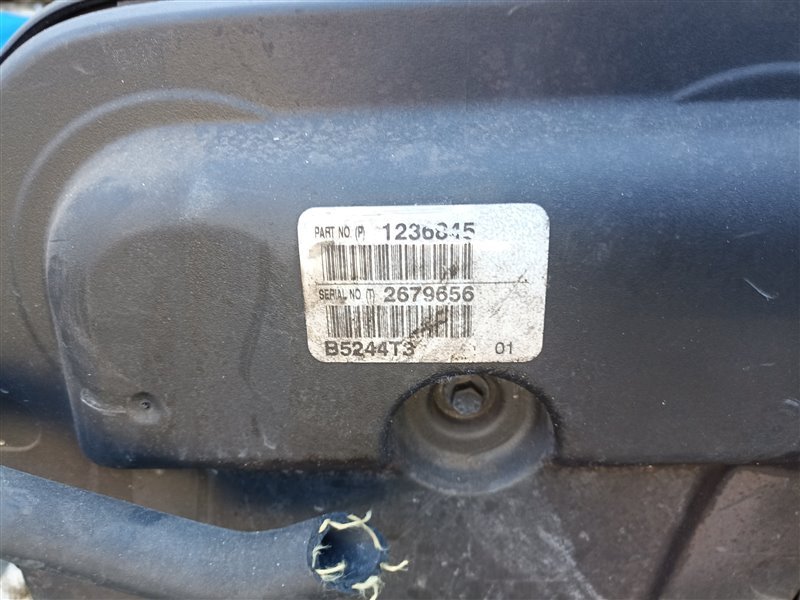 PART NO. (P) 1236845
SERIAL NO (T) 2679656
B5244T3 01